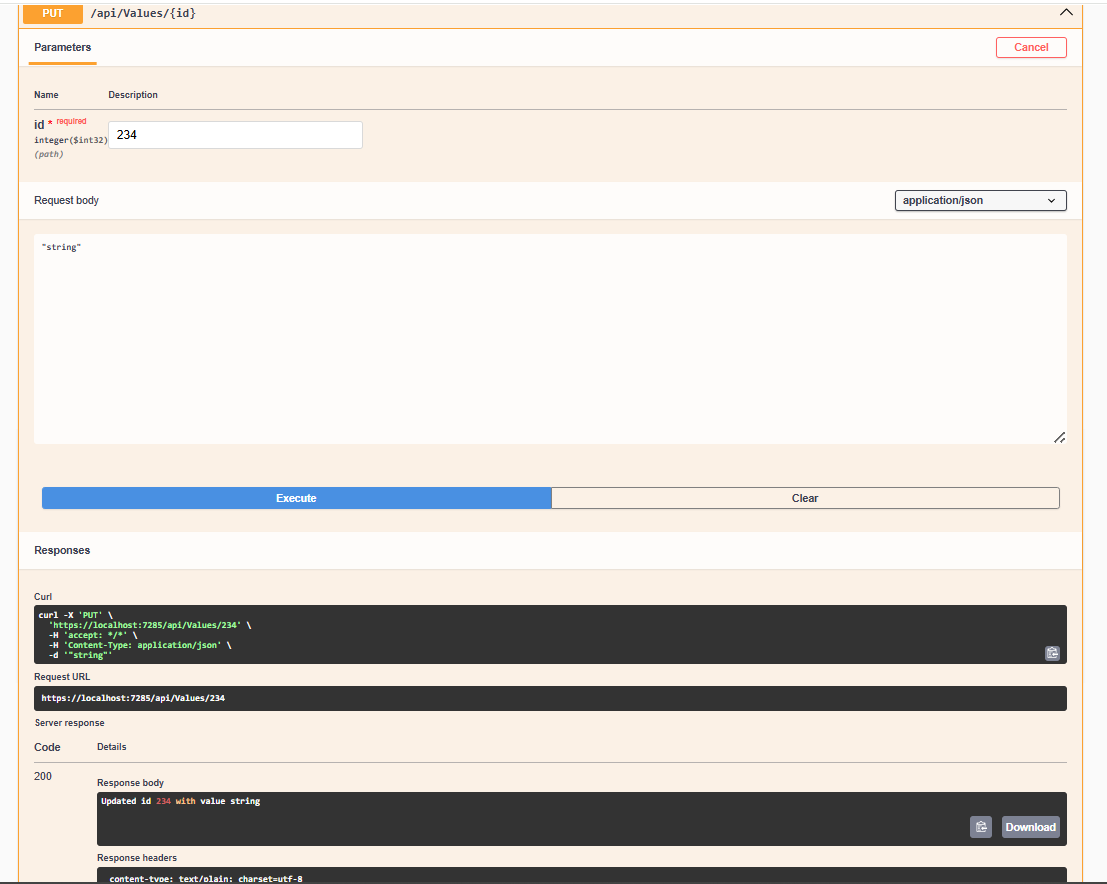 PUT /api/Values/{id}
Parameters Cancel
Name Description
id * required
integer($int32)
(path)
234
Request body application/json
"string"
Execute Clear
Responses
Curl
curl -X 'PUT' \
'https://localhost:7285/api/Values/234' \
-H 'accept: */*' \
-H 'Content-Type: application/json' \
-d '"string"'
Request URL
https://localhost:7285/api/Values/234
Server response
Code Details
200
Response body
Updated id 234 with value string
Download
Response headers
content-type: text/plain; charset=utf-8